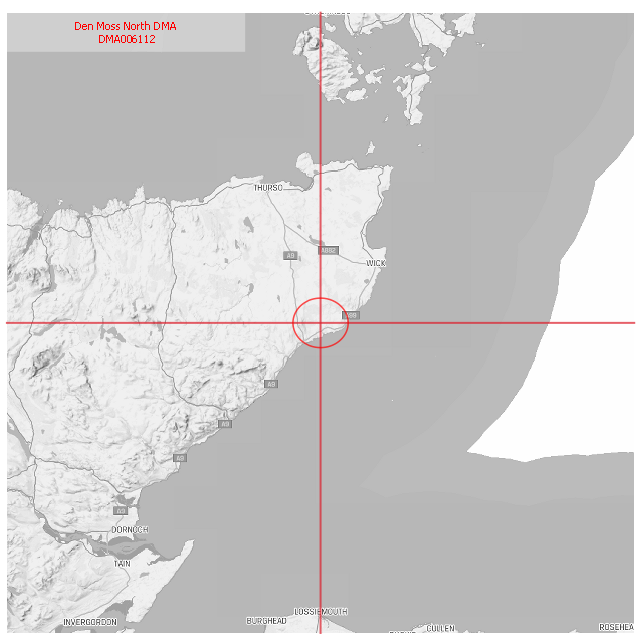 Den Moss North DMA
DMA006112
THURSO
A882
A9
WICK
A99
A9
A9
A9
A9
DORNOCH
TAIN
INVERGORDON
BURGHEAD
LOSSIEMOUTH
CULLEN